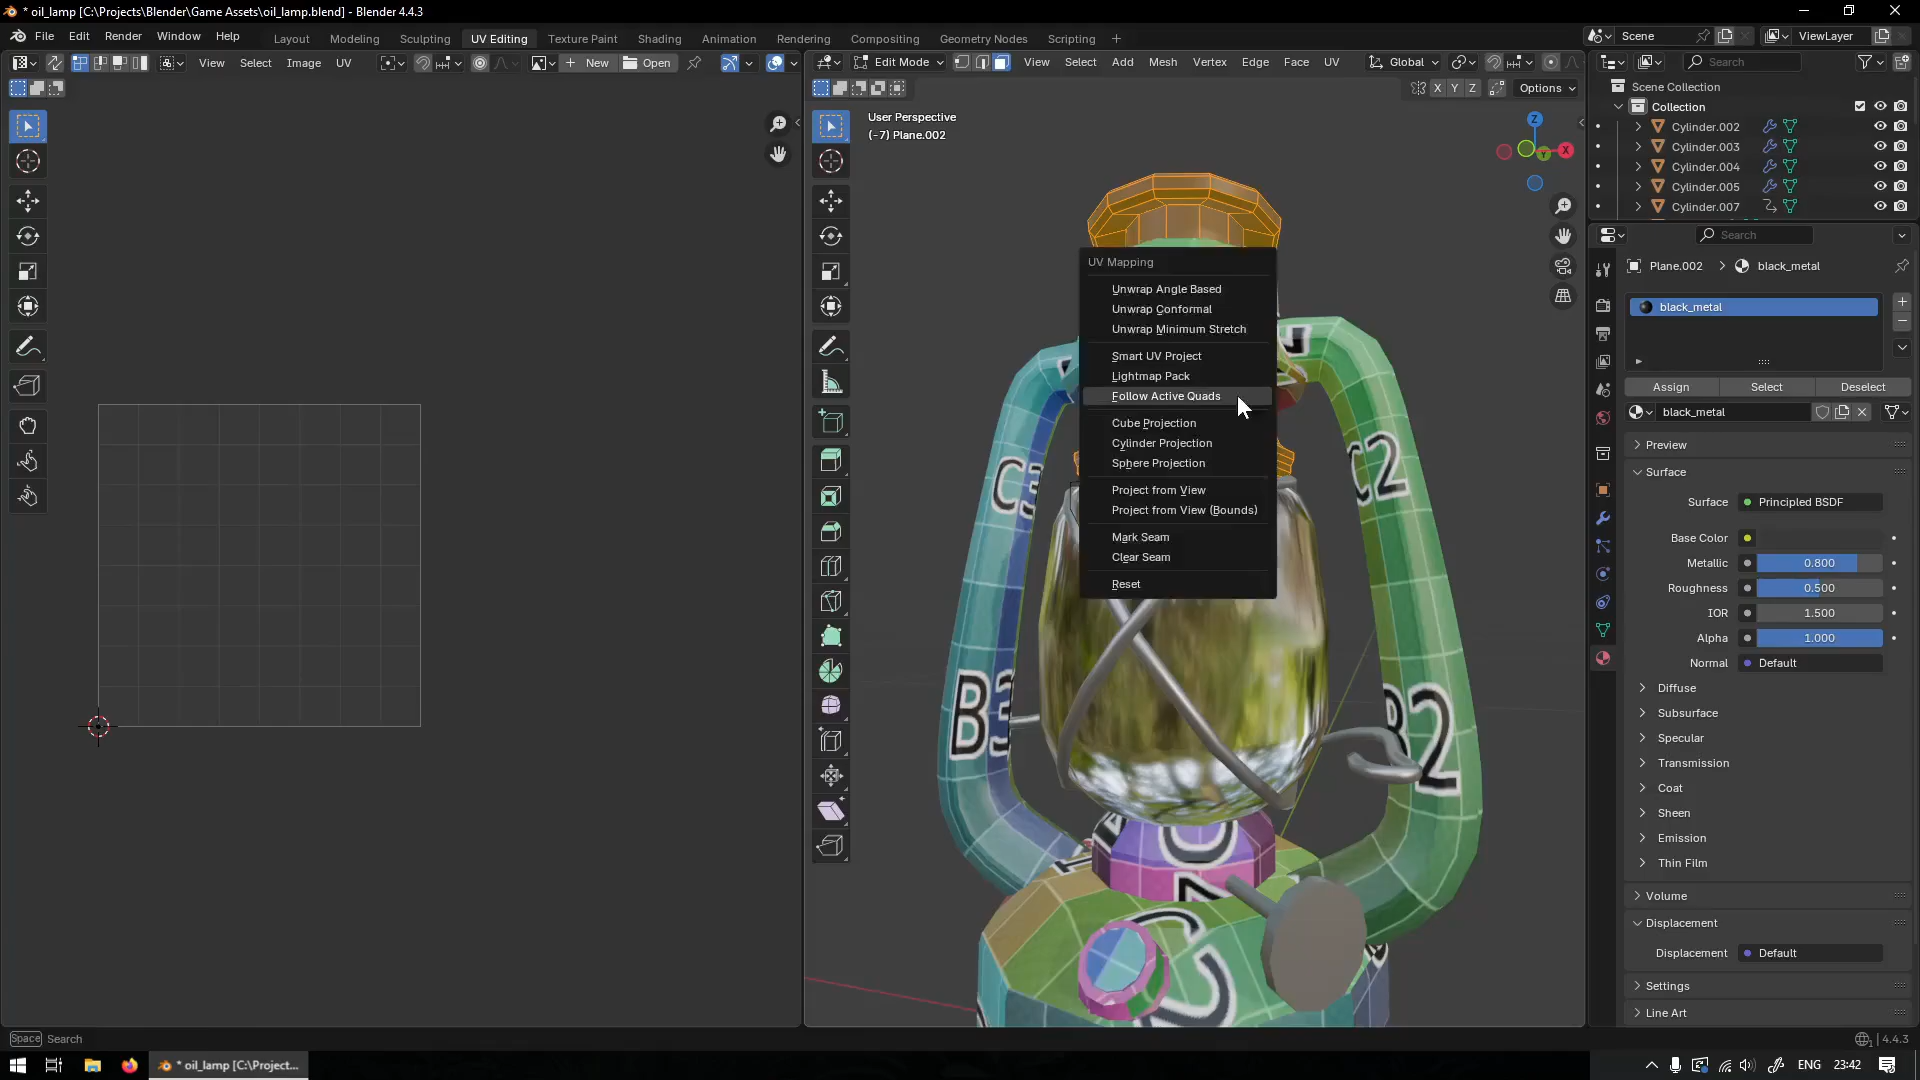 * oil_lamp [C:\Projects\Blender\Game Assets\oil_lamp.blend] - Blender 4.4.3
File Edit Render Window Help Layout Modeling Sculpting UV Editing Texture Paint Shading Animation Rendering Compositing Geometry Nodes Scripting + Scene ViewLayer
View Select Image UV New Open Edit Mode View Select Add Mesh Vertex Edge Face UV Global Search
X Y Z Options
User Perspective
(-7) Plane.002
Z
X
Y
Scene Collection
Collection
Cylinder.002
Cylinder.003
Cylinder.004
Cylinder.005
Cylinder.007
Search
Plane.002 > black_metal
black_metal
Assign Select Deselect
black_metal
Preview
Surface
Surface Principled BSDF
Base Color
Metallic 0.800
Roughness 0.500
IOR 1.500
Alpha 1.000
Normal Default
Diffuse
Subsurface
Specular
Transmission
Coat
Sheen
Emission
Thin Film
Volume
Displacement
Displacement Default
Settings
Line Art
UV Mapping
Unwrap Angle Based
Unwrap Conformal
Unwrap Minimum Stretch
Smart UV Project
Lightmap Pack
Follow Active Quads
Cube Projection
Cylinder Projection
Sphere Projection
Project from View
Project from View (Bounds)
Mark Seam
Clear Seam
Reset
C3
C2
B3
B2
Space Search
4.4.3
* oil_lamp [C:\Project...
ENG 23:42